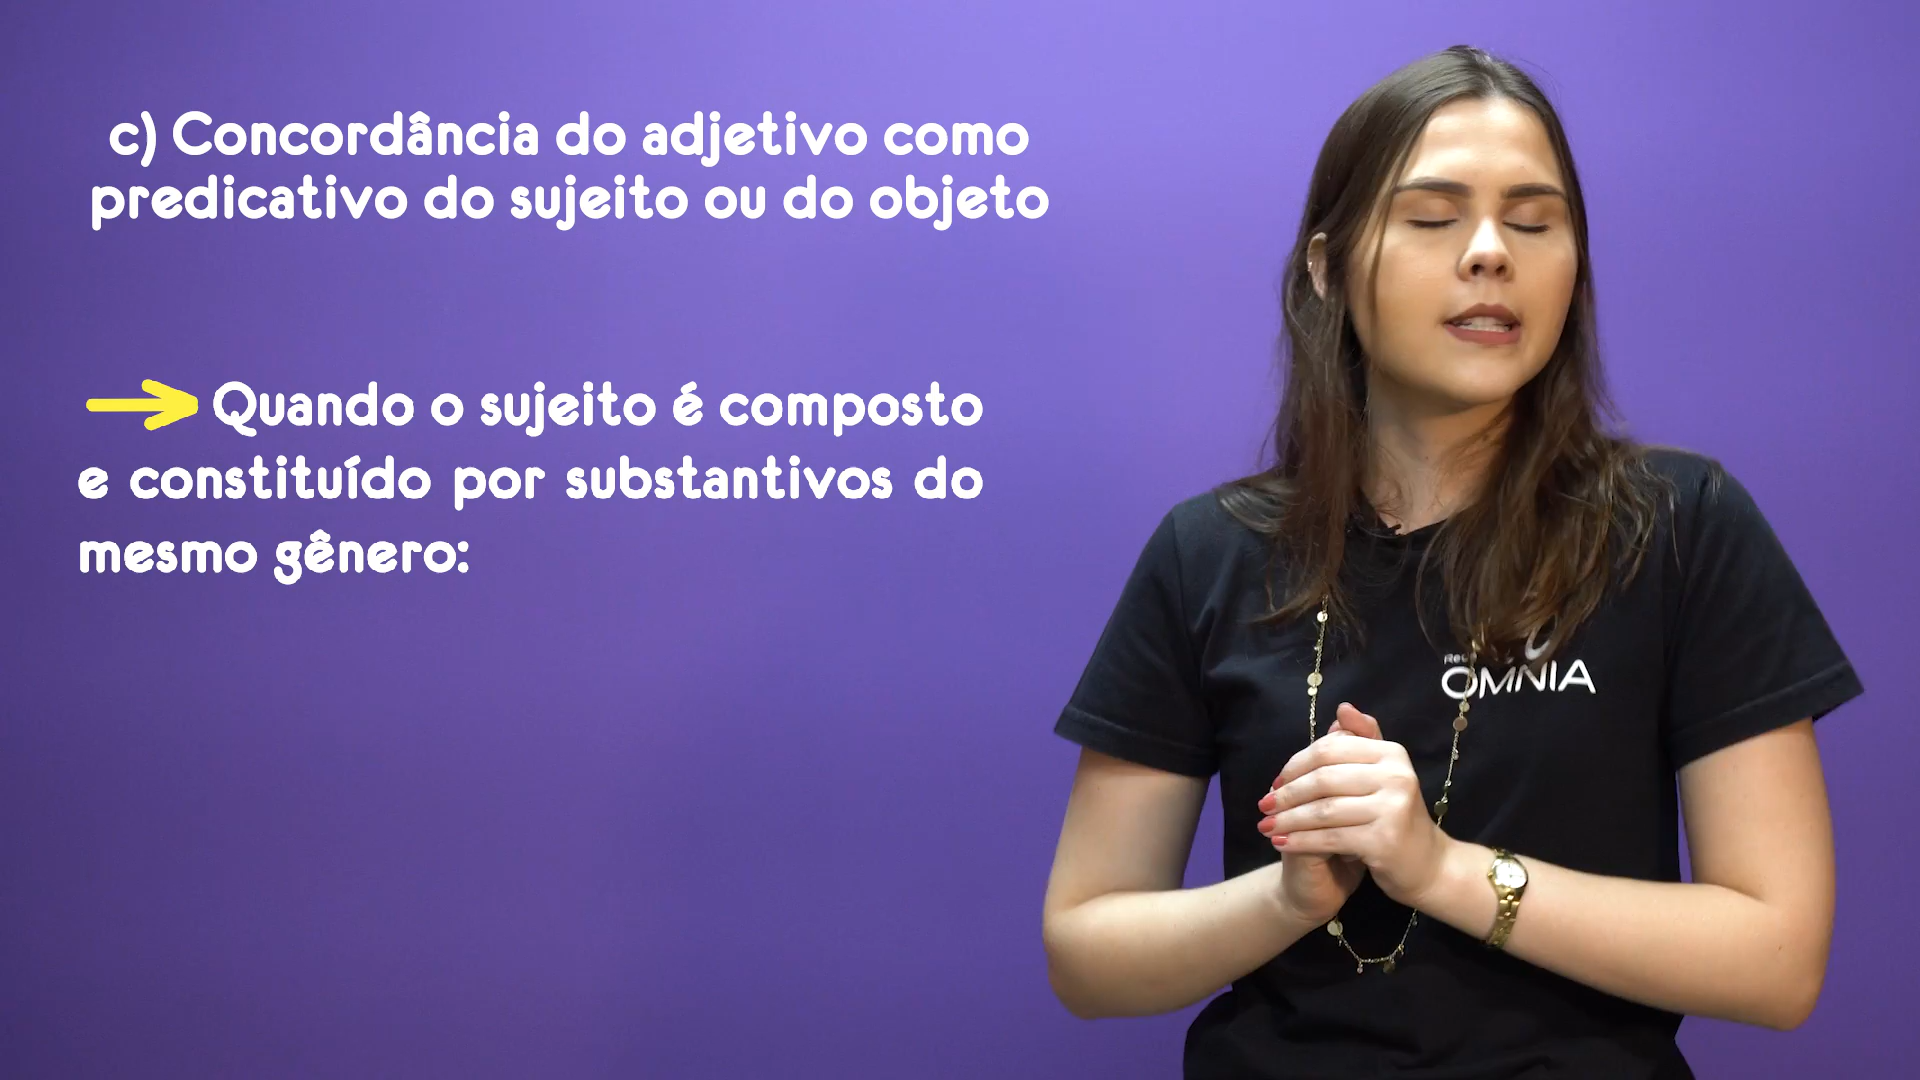 c) Concordância do adjetivo como
predicativo do sujeito ou do objeto
Quando o sujeito é composto
e constituído por substantivos do
mesmo gênero:
OMNIA